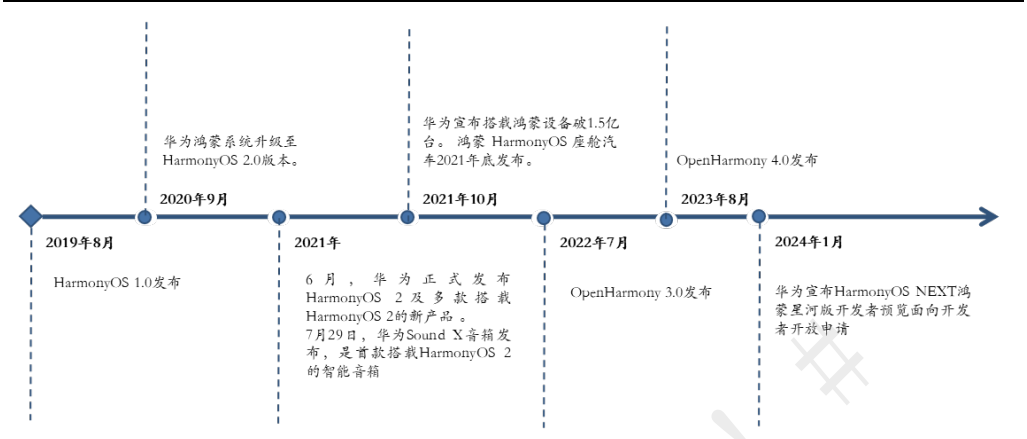 华为鸿蒙系统升级至
HarmonyOS 2.0版本。
2020年9月
华为宣布搭载鸿蒙设备破1.5亿
台。 鸿蒙 HarmonyOS 座舱汽
车2021年底发布。
2021年10月
OpenHarmony 4.0发布
2023年8月
2019年8月
HarmonyOS 1.0发布
2021年
6月，华为正式发布
HarmonyOS 2及多款搭载
HarmonyOS 2的新产品 。
7月29日，华为Sound X音箱发
布，是首款搭载HarmonyOS 2
的智能音箱
2022年7月
OpenHarmony 3.0发布
2024年1月
华为宣布HarmonyOS NEXT鸿
蒙星河版开发者预览面向开发
者开放申请